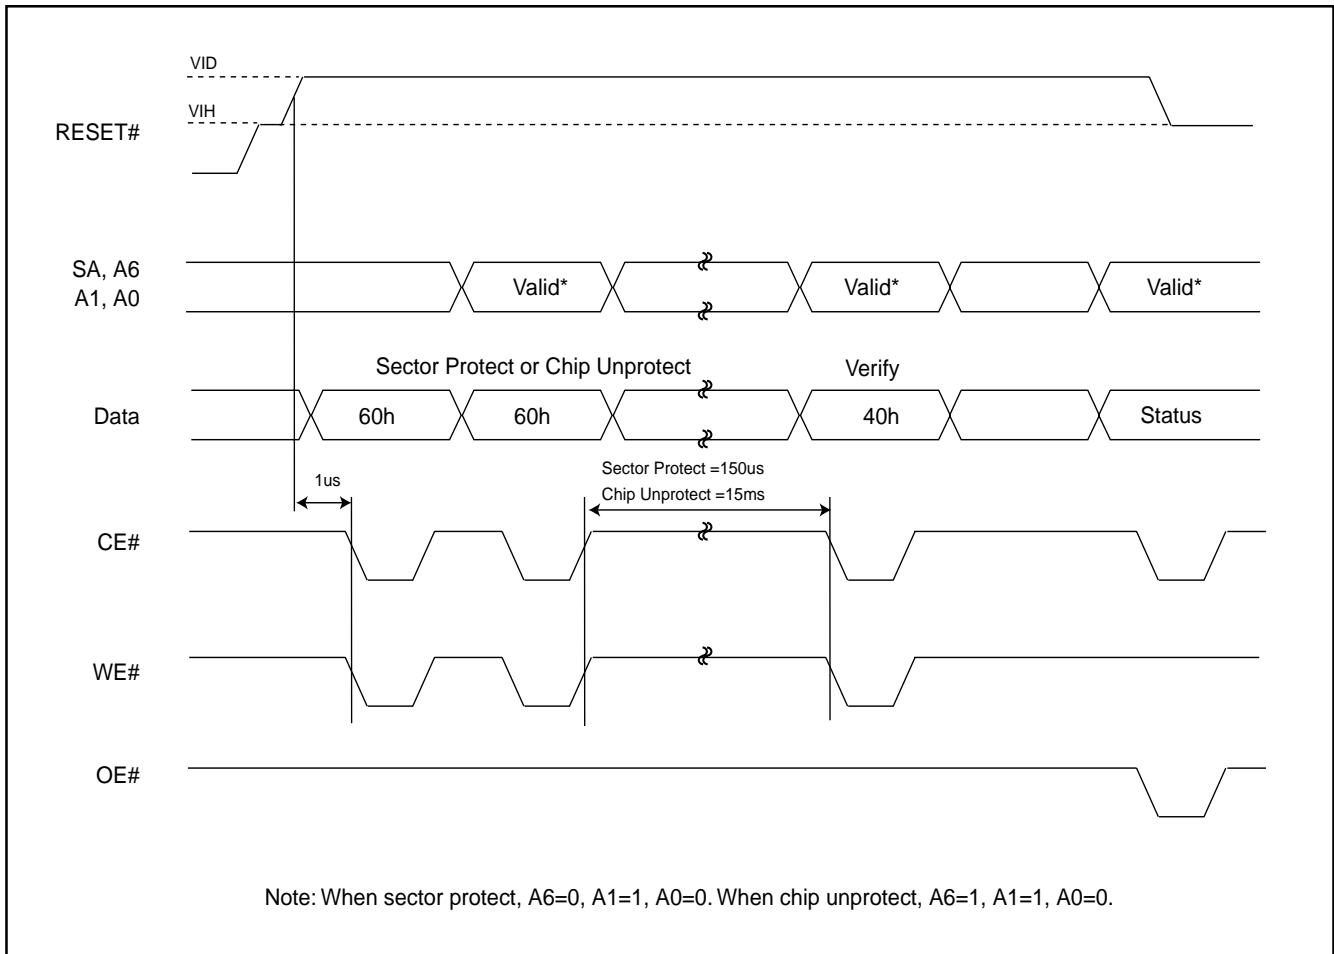 VID
VIH
RESET#
SA, A6
A1, A0
Valid*
Valid*
Valid*
Sector Protect or Chip Unprotect
Verify
Data
60h
60h
40h
Status
1us
Sector Protect =150us
Chip Unprotect =15ms
CE#
WE#
OE#
Note: When sector protect, A6=0, A1=1, A0=0. When chip unprotect, A6=1, A1=1, A0=0.